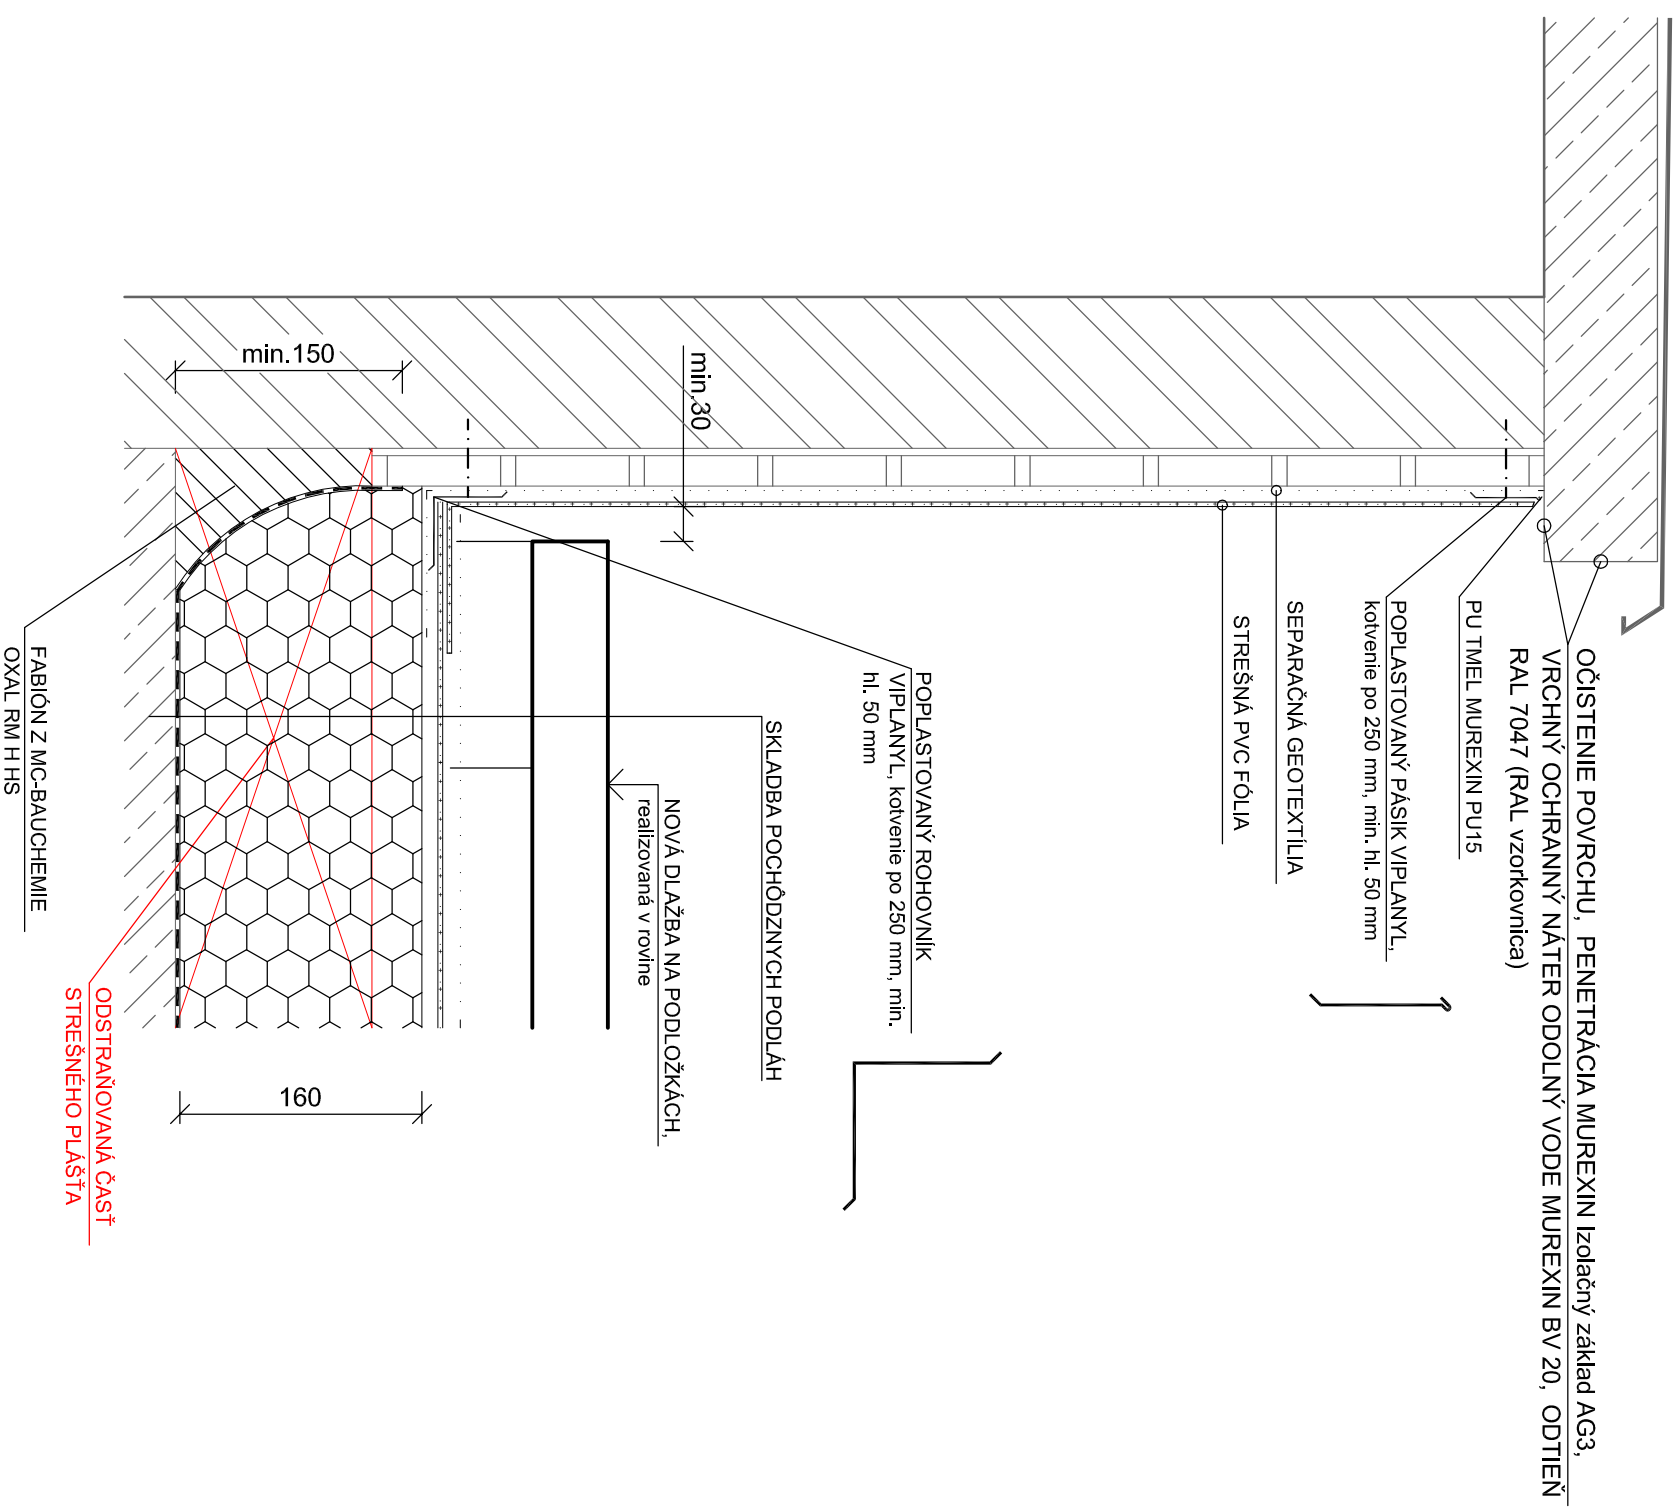 OČISTENIE POVRCHU, PENETRÁCIA MUREXIN Izolačný základ AG3,
VRCHNÝ OCHRANNÝ NÁTER ODOLNÝ VODE MUREXIN BV 20, ODTIEŇ
RAL 7047 (RAL vzorkovnica)
PU TMEL MUREXIN PU15
POPLASTOVANÝ PÁSIK VIPLANYL,
kotvenie po 250 mm, min. hl. 50 mm
SEPARAČNÁ GEOTEXTÍLIA
STREŠNÁ PVC FÓLIA
POPLASTOVANÝ ROHOVNÍK
VIPLANYL, kotvenie po 250 mm, min.
hl. 50 mm
SKLADBA POCHÔDZNYCH PODLÁH
NOVÁ DLAŽBA NA PODLOŽKÁCH,
realizovaná v rovine
min.30
min.150
160
ODSTRAŇOVANÁ ČASŤ
STREŠNÉHO PLÁŠŤA
FABIÓN Z MC-BAUCHEMIE
OXAL RM H HS